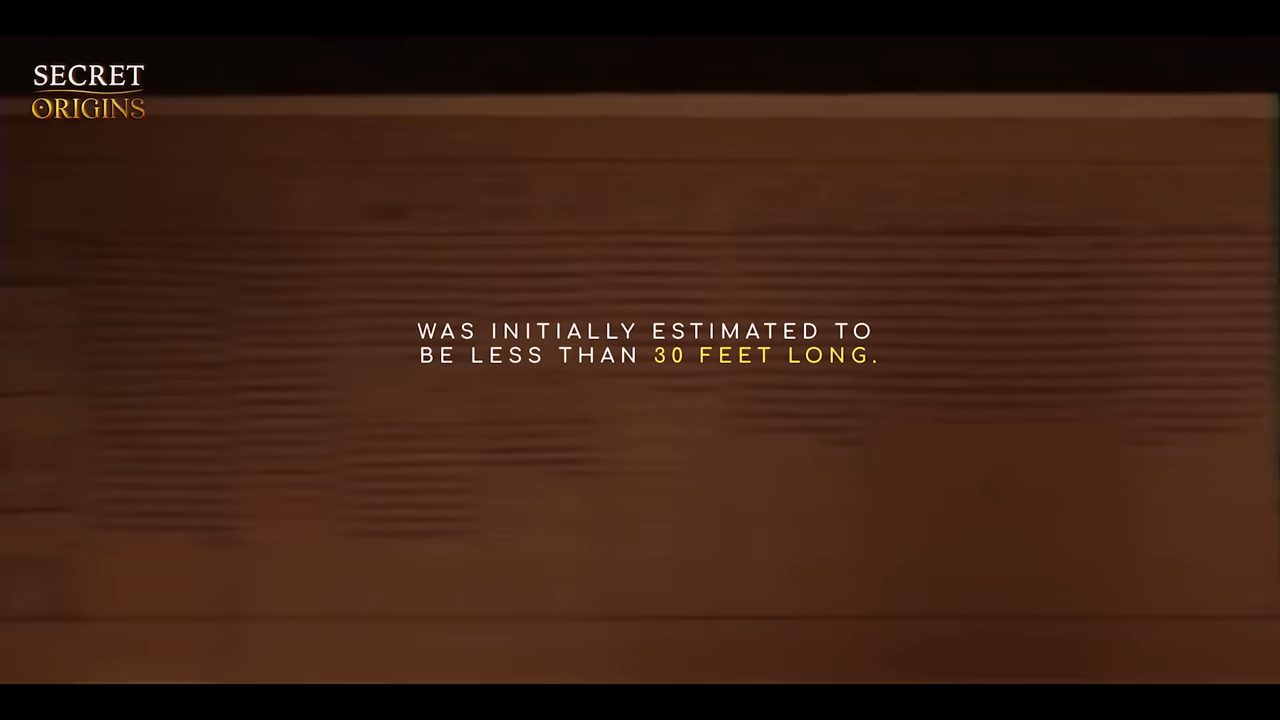 SECRET
ORIGINS
WAS INITIALLY ESTIMATED TO
BE LESS THAN 30 FEET LONG.